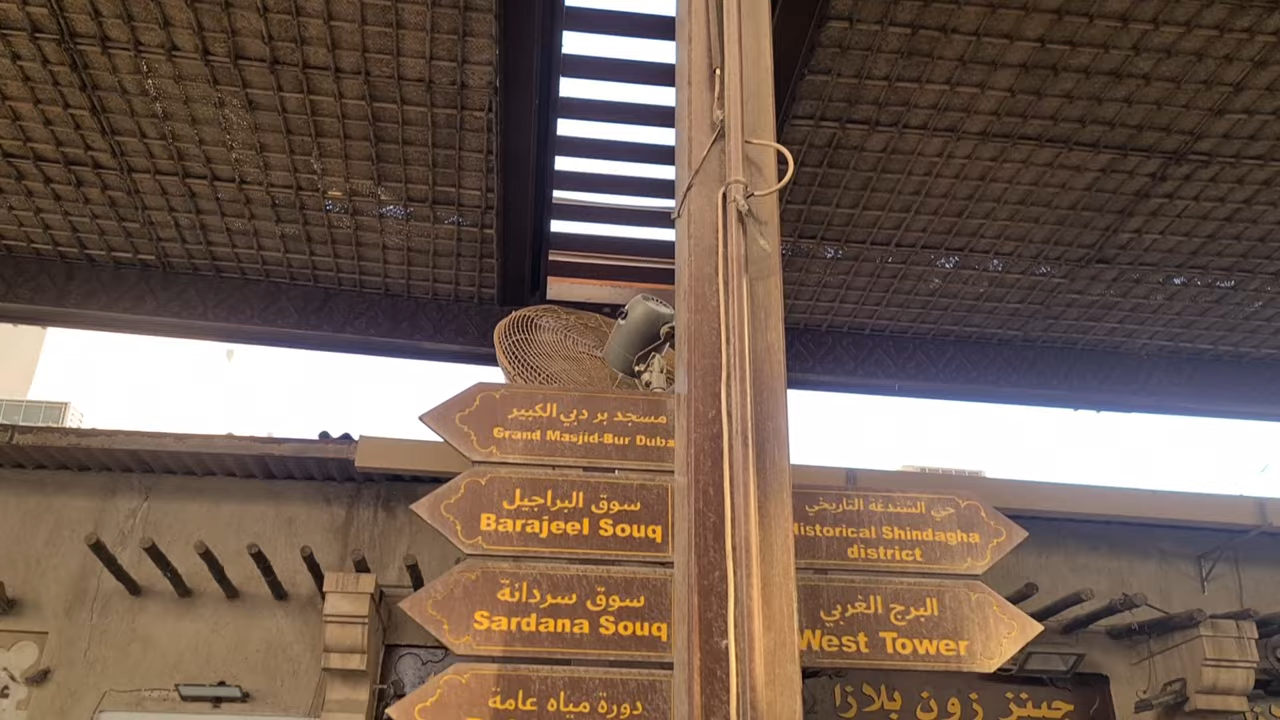 مسجد بر دبي الكبير
Grand Masjid-Bur Duba
سوق البراجيل
Barajeel Souq
سوق سردانة
Sardana Souq
دورة مياه عامة
حي الشندغة التاريخي
Historical Shindagha
district
البرج الغربي
West Tower
جينز زون بلازا